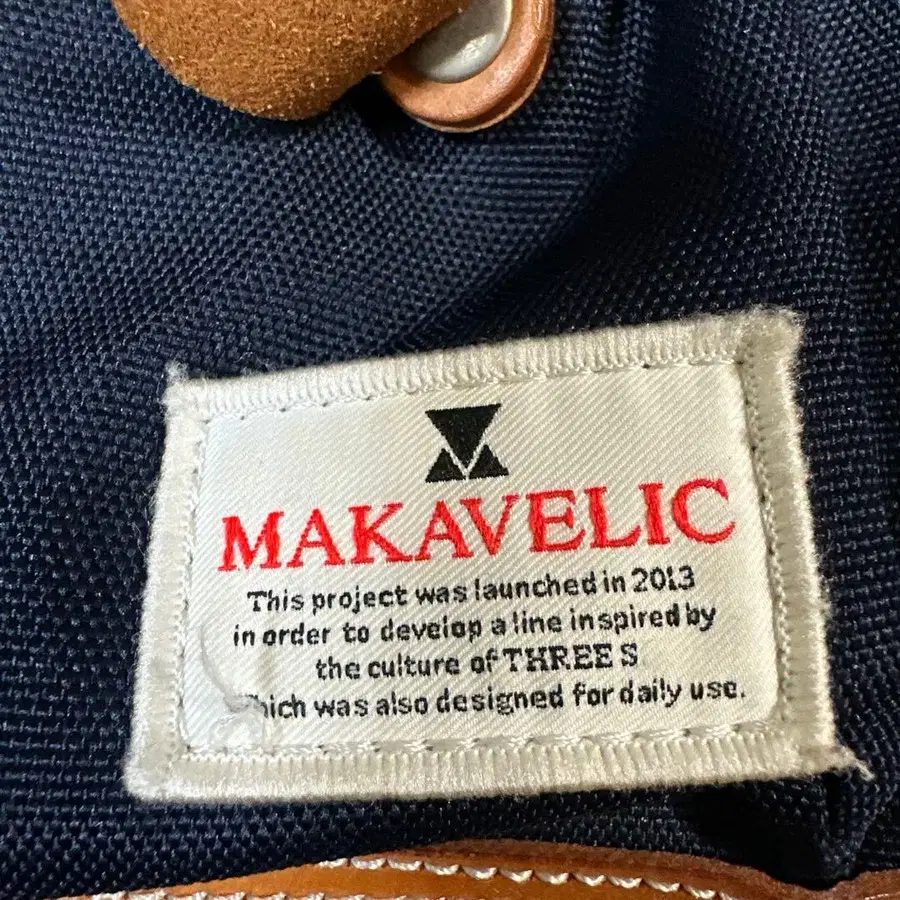 MAKAVELIC
This project was launched in 2013
in order to develop a line inspired by
the culture of THREE S
which was also designed for daily use.